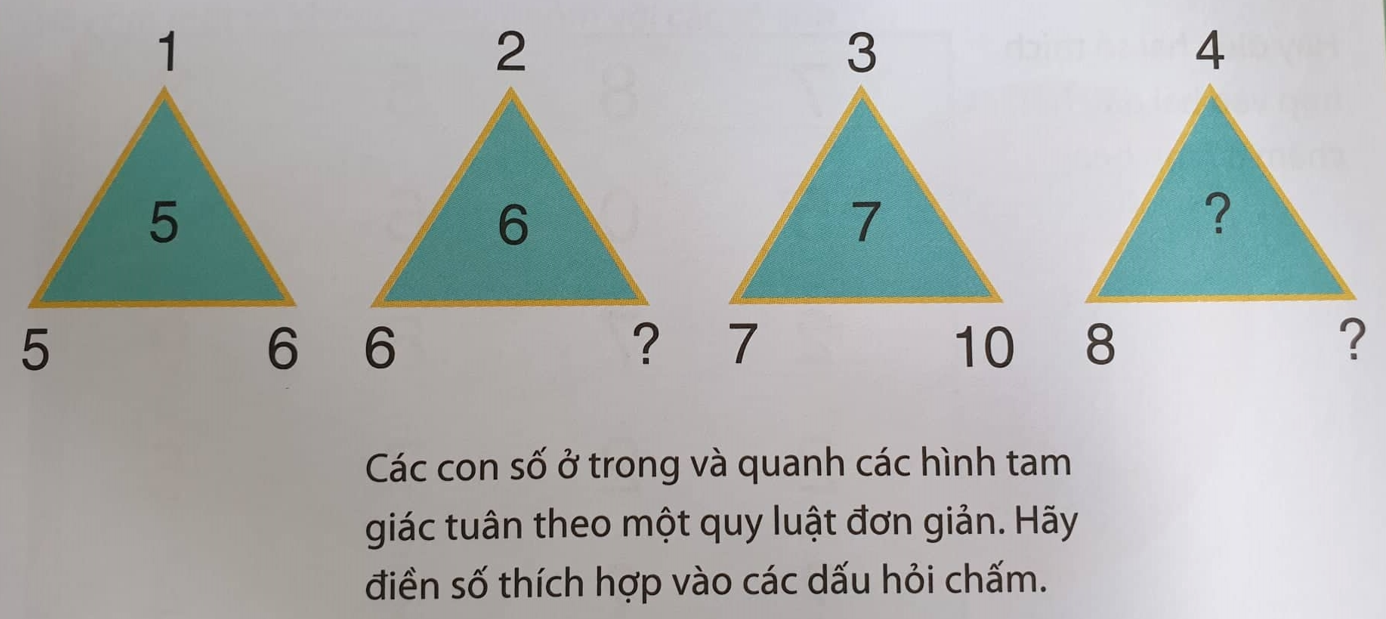 1 2 3 4
5 6 7 ?
5 6 6 ? 7 10 8 ?
Các con số ở trong và quanh các hình tam
giác tuân theo một quy luật đơn giản. Hãy
điền số thích hợp vào các dấu hỏi chấm.